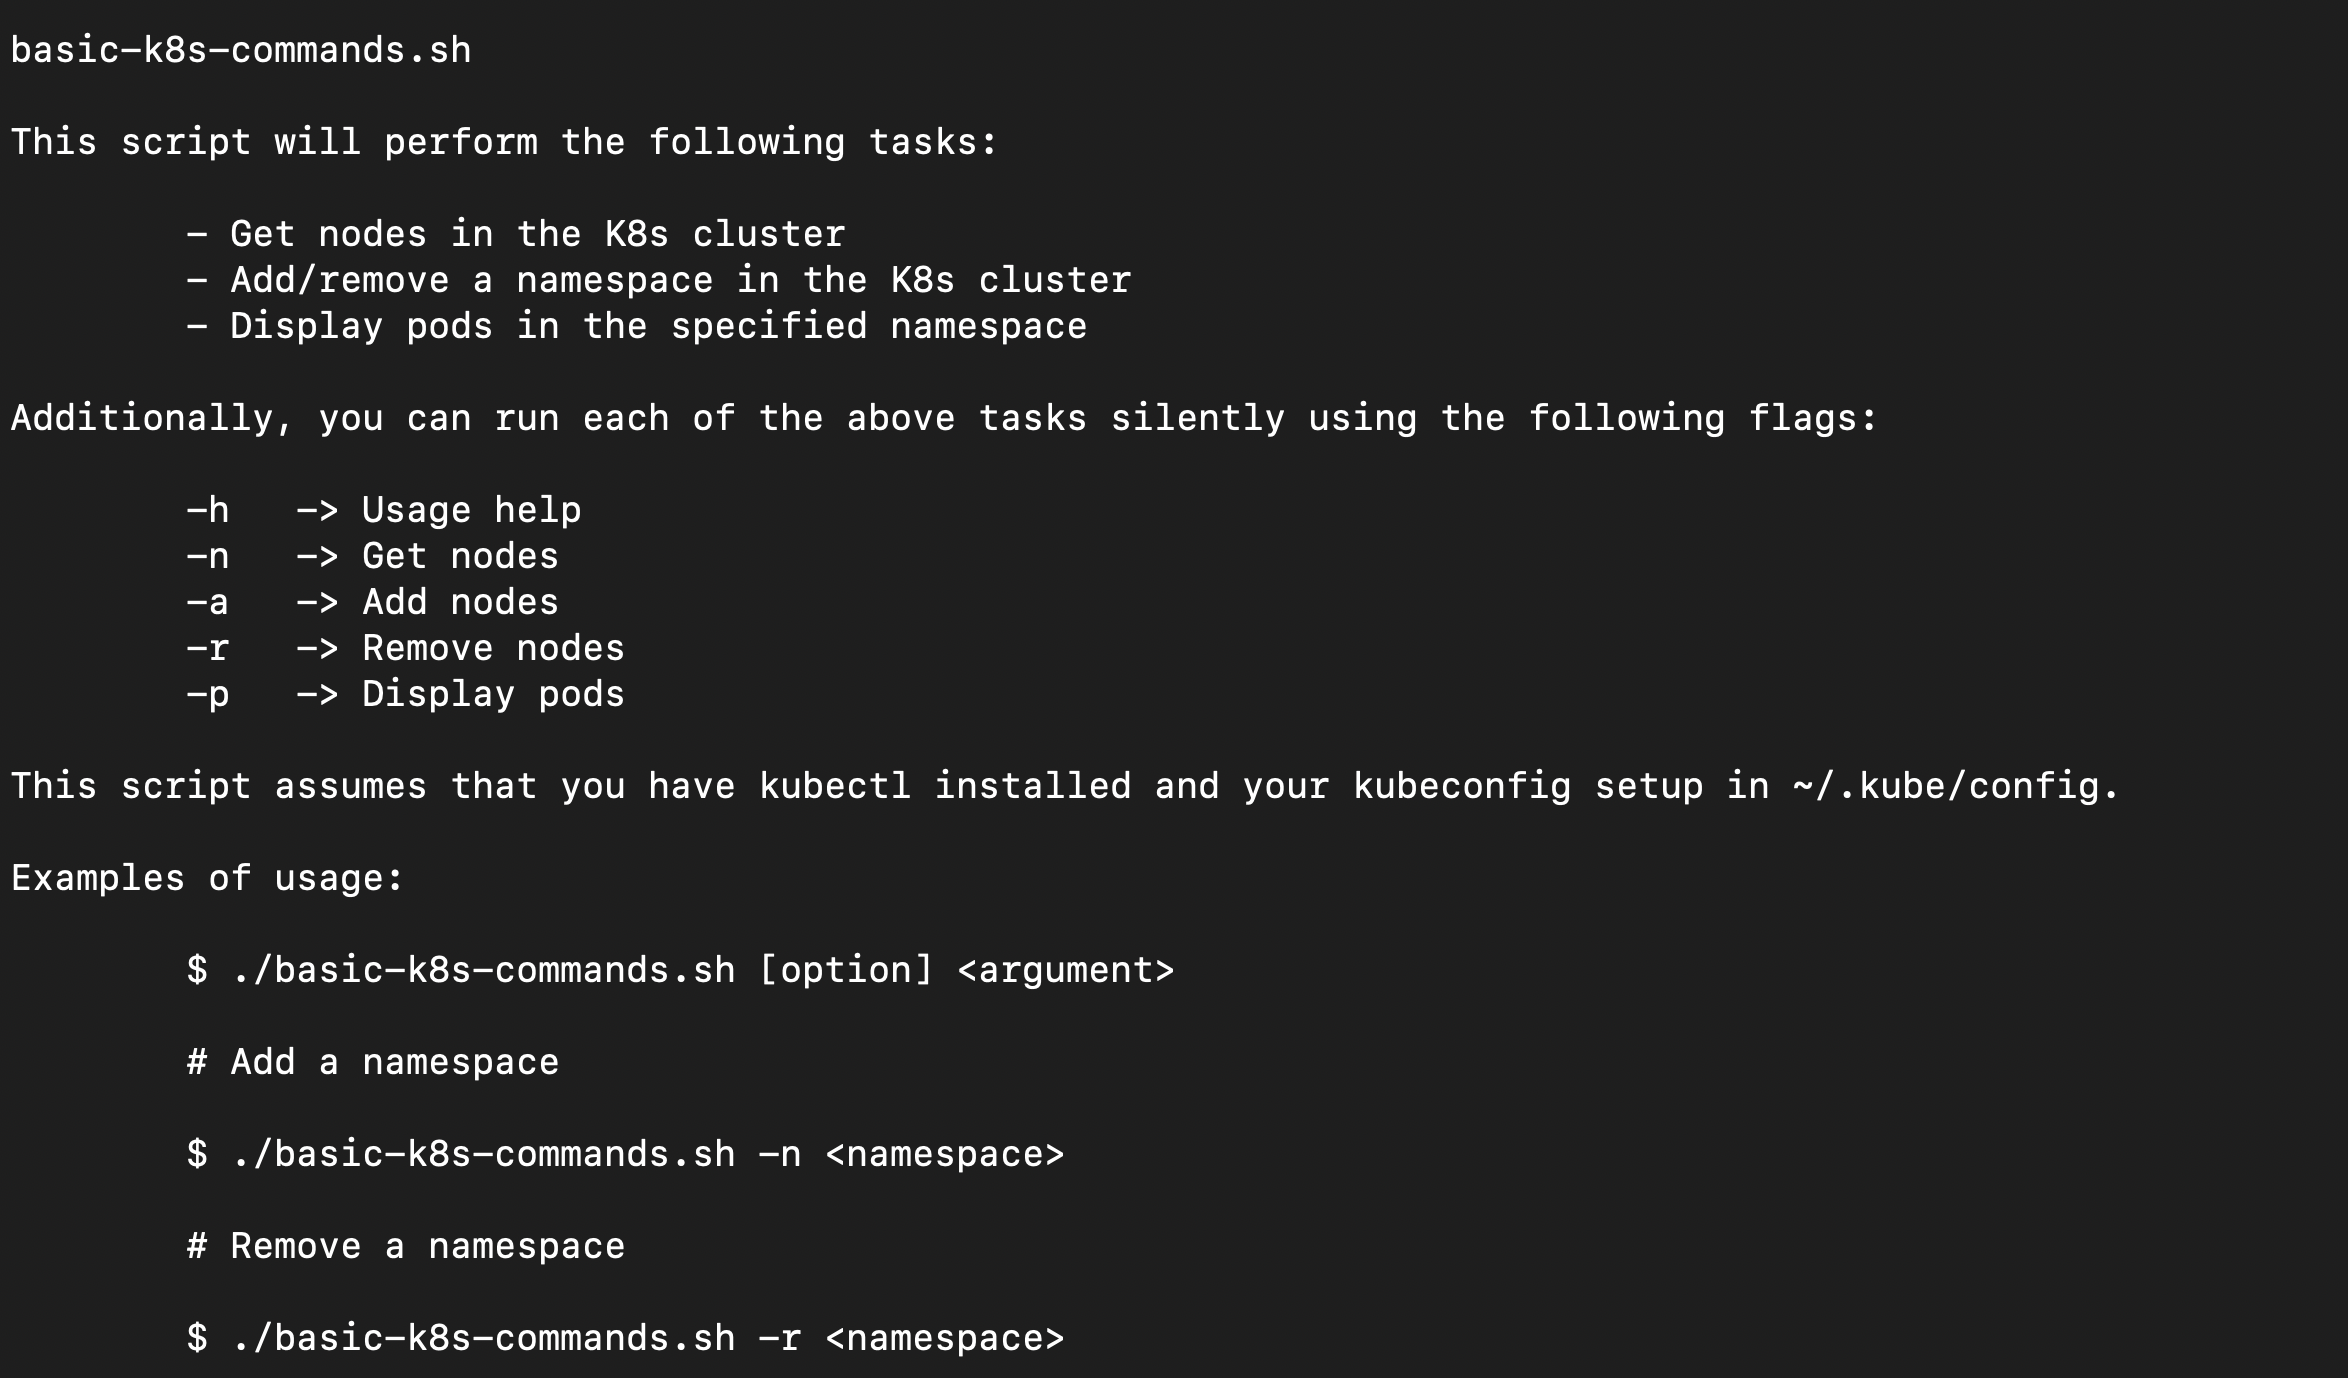 basic-k8s-commands.sh
This script will perform the following tasks:
- Get nodes in the K8s cluster
- Add/remove a namespace in the K8s cluster
- Display pods in the specified namespace
Additionally, you can run each of the above tasks silently using the following flags:
-h   -> Usage help
-n   -> Get nodes
-a   -> Add nodes
-r   -> Remove nodes
-p   -> Display pods
This script assumes that you have kubectl installed and your kubeconfig setup in ~/.kube/config.
Examples of usage:
$ ./basic-k8s-commands.sh [option] <argument>
# Add a namespace
$ ./basic-k8s-commands.sh -n <namespace>
# Remove a namespace
$ ./basic-k8s-commands.sh -r <namespace>